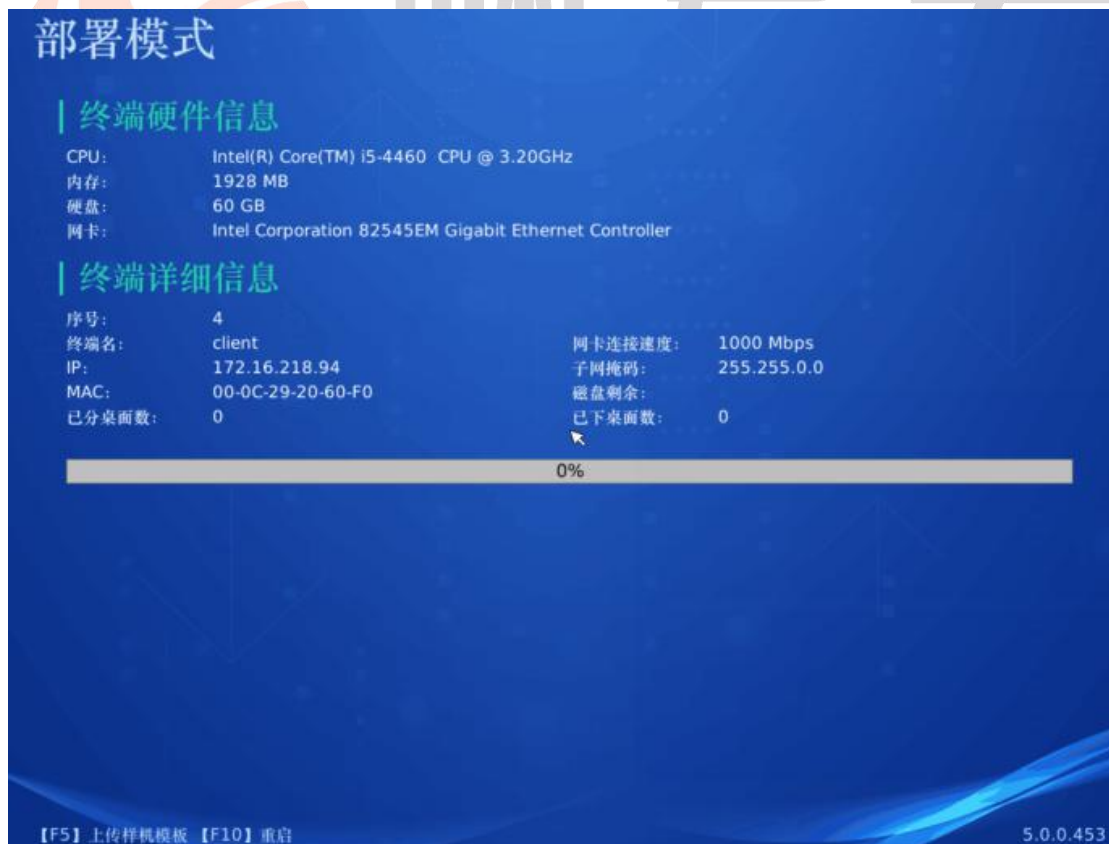 部署模式
终端硬件信息
CPU: Intel(R) Core(TM) i5-4460 CPU @ 3.20GHz
内存: 1928 MB
硬盘: 60 GB
网卡: Intel Corporation 82545EM Gigabit Ethernet Controller
终端详细信息
序号: 4
终端名: client 网卡连接速度: 1000 Mbps
IP: 172.16.218.94 子网掩码: 255.255.0.0
MAC: 00-0C-29-20-60-F0 磁盘剩余:
已分桌面数: 0 已下桌面数: 0
0%
【F5】上传样机模板 【F10】重启 5.0.0.453